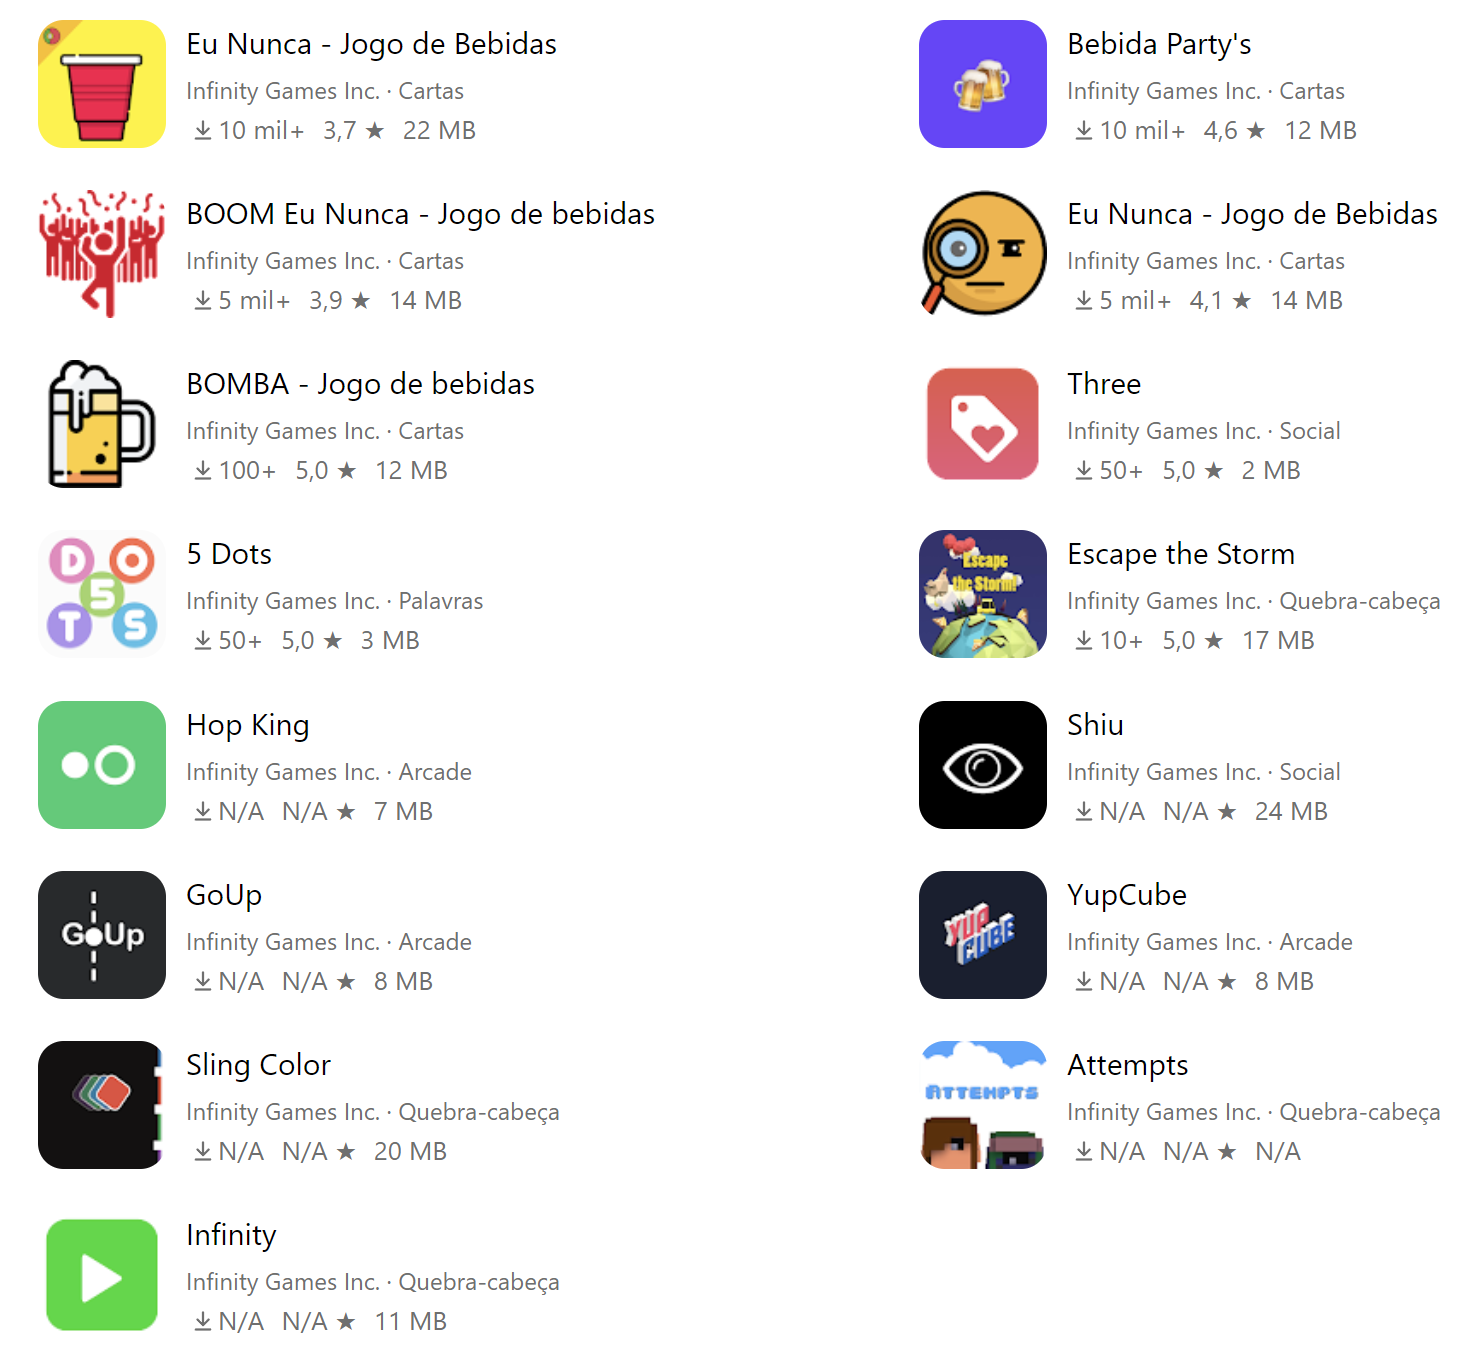 Eu Nunca - Jogo de Bebidas
Infinity Games Inc. · Cartas
10 mil+ 3,7 ★ 22 MB
Bebida Party's
Infinity Games Inc. · Cartas
10 mil+ 4,6 ★ 12 MB
BOOM Eu Nunca - Jogo de bebidas
Infinity Games Inc. · Cartas
5 mil+ 3,9 ★ 14 MB
Eu Nunca - Jogo de Bebidas
Infinity Games Inc. · Cartas
5 mil+ 4,1 ★ 14 MB
BOMBA - Jogo de bebidas
Infinity Games Inc. · Cartas
100+ 5,0 ★ 12 MB
Three
Infinity Games Inc. · Social
50+ 5,0 ★ 2 MB
D O
5
T S
5 Dots
Infinity Games Inc. · Palavras
50+ 5,0 ★ 3 MB
Escape
the Storm!
Escape the Storm
Infinity Games Inc. · Quebra-cabeça
10+ 5,0 ★ 17 MB
Hop King
Infinity Games Inc. · Arcade
N/A N/A ★ 7 MB
Shiu
Infinity Games Inc. · Social
N/A N/A ★ 24 MB
GoUp
GoUp
Infinity Games Inc. · Arcade
N/A N/A ★ 8 MB
YUP
CUBE
YupCube
Infinity Games Inc. · Arcade
N/A N/A ★ 8 MB
Sling Color
Infinity Games Inc. · Quebra-cabeça
N/A N/A ★ 20 MB
ATTEMPTS
Attempts
Infinity Games Inc. · Quebra-cabeça
N/A N/A ★ N/A
Infinity
Infinity Games Inc. · Quebra-cabeça
N/A N/A ★ 11 MB